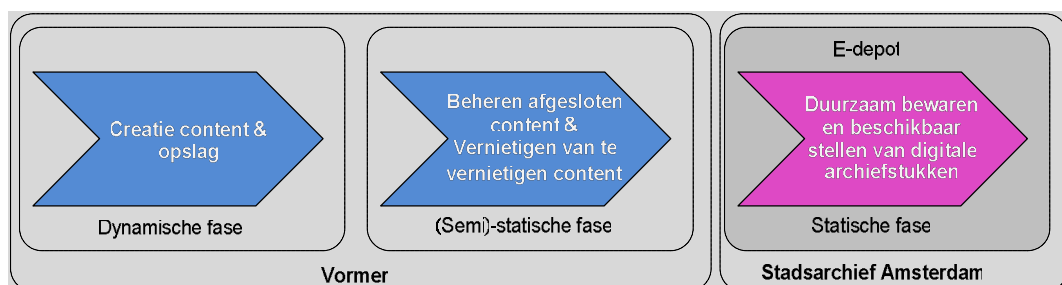 Creatie content &
opslag
Dynamische fase
Beheren afgesloten
content &
Vernietigen van te
vernietigen content
(Semi)-statische fase
Vormer
E-depot
Duurzaam bewaren
en beschikbaar
stellen van digitale
archiefstukken
Statische fase
Stadsarchief Amsterdam